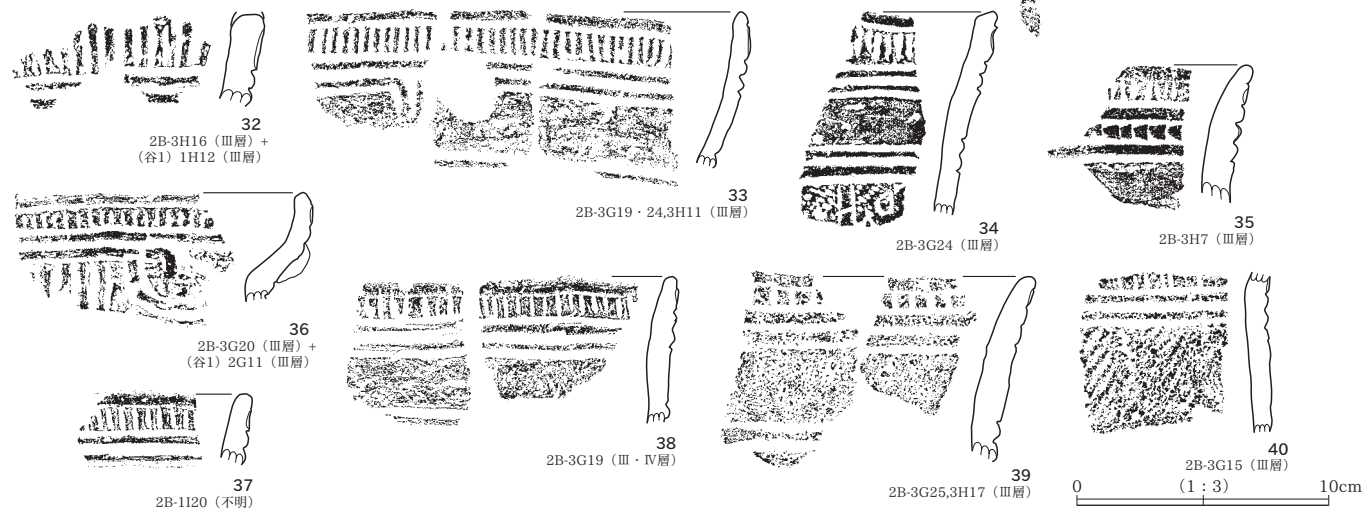 32
2B-3H16（Ⅲ層）+
（谷1）1H12（Ⅲ層）
33
2B-3G19・24,3H11（Ⅲ層）
34
2B-3G24（Ⅲ層）
35
2B-3H7（Ⅲ層）
36
2B-3G20（Ⅲ層）+
（谷1）2G11（Ⅲ層）
37
2B-1I20（不明）
38
2B-3G19（Ⅲ・Ⅳ層）
39
2B-3G25,3H17（Ⅲ層）
40
2B-3G15（Ⅲ層）
0 （1：3） 10cm